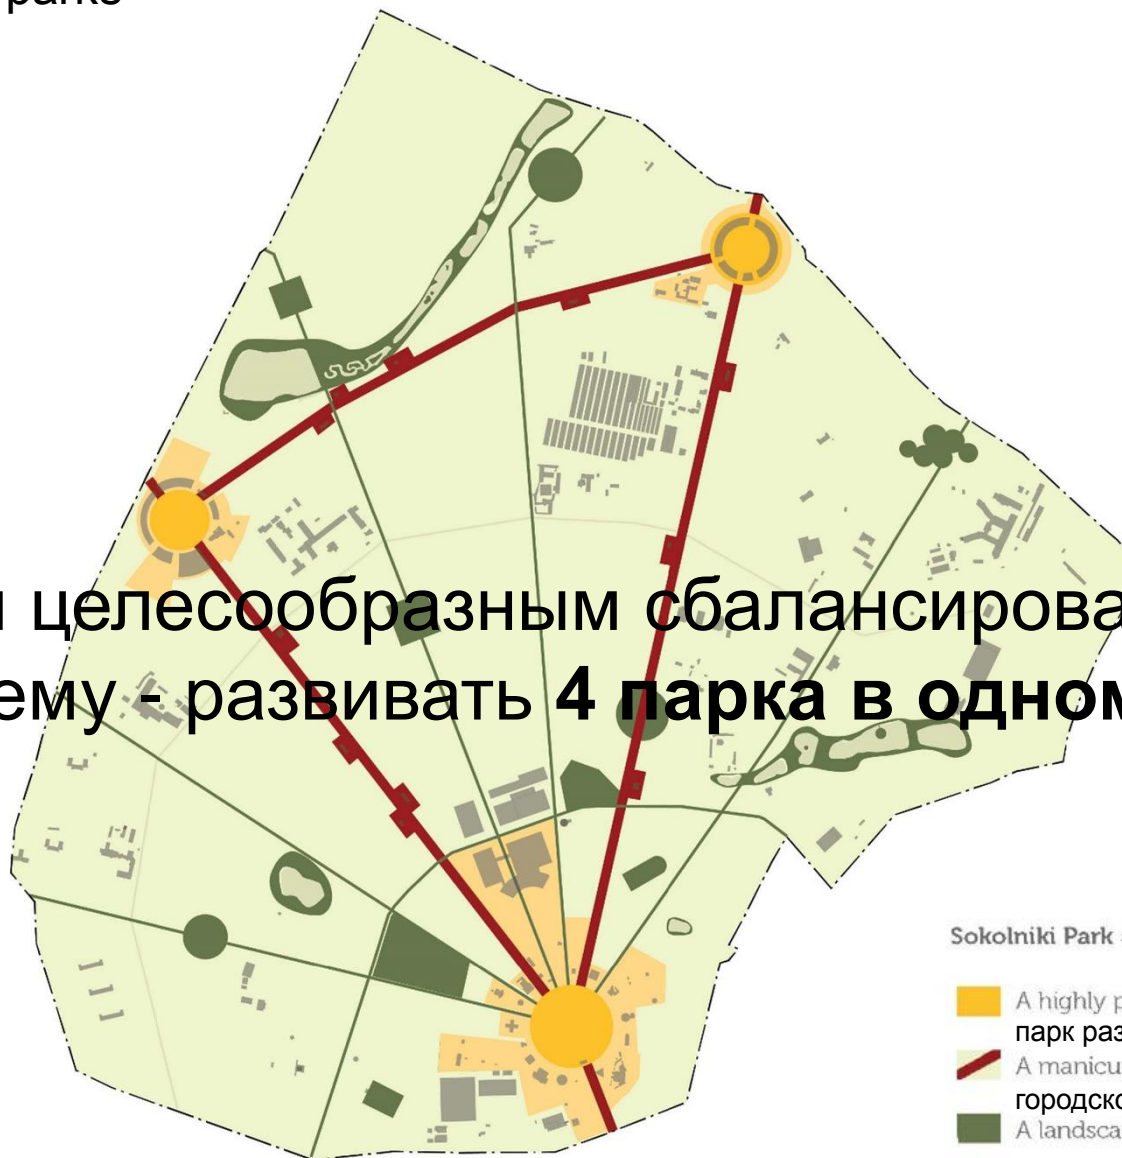 parks
целесообразным сбалансирова
ему - развивать 4 парка в одном
Sokolniki Park
A highly p
парк раз
A manicu
городско
A landsca